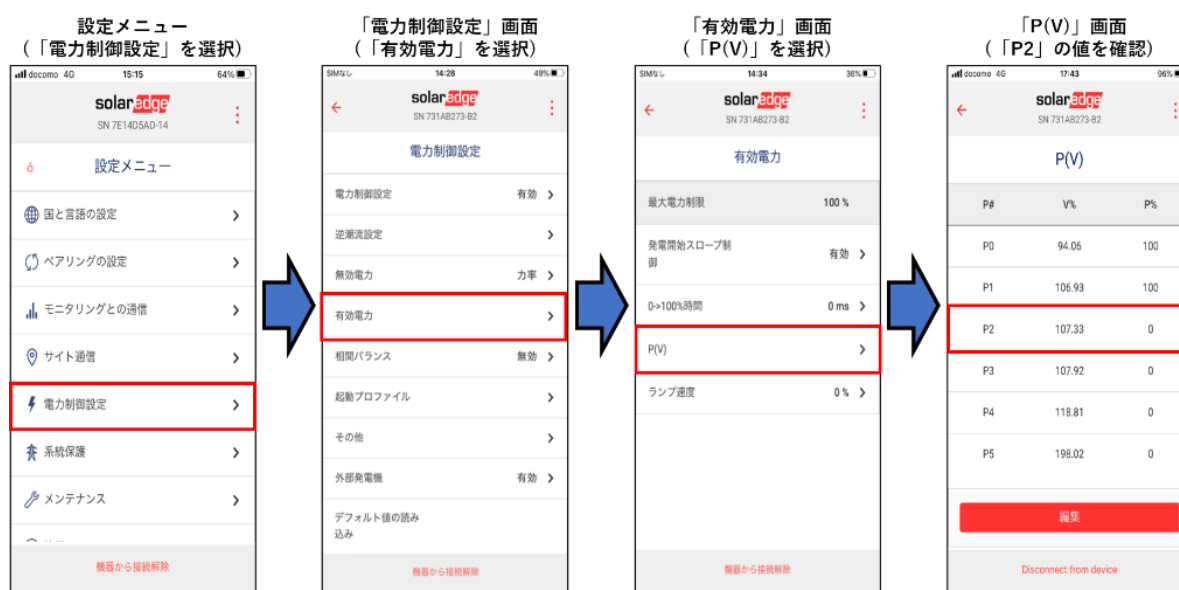 設定メニュー
(「電力制御設定」を選択)
docomo 4G 15:15 64%
solaredge
SN 7E14D5AD-14
設定メニュー
国と言語の設定
ペアリングの設定
モニタリングとの通信
サイト通信
電力制御設定
系統保護
メンテナンス
機器から接続解除
「電力制御設定」画面
(「有効電力」を選択)
SIMなし 14:28 49%
solaredge
SN 731AB273-B2
電力制御設定
電力制御設定 有効
逆潮流設定
無効電力 力率
有効電力
相間バランス 無効
起動プロファイル
その他
外部発電機 有効
デフォルト値の読み
込み
機器から接続解除
「有効電力」画面
(「P(V)」を選択)
SIMなし 14:34 36%
solaredge
SN 731AB273-B2
有効電力
最大電力制限 100 %
発電開始スロープ制
御 有効
0->100%時間 0 ms
P(V)
ランプ速度 0 %
機器から接続解除
「P(V)」画面
(「P2」の値を確認)
docomo 4G 17:43 96%
solaredge
SN 731AB273-B2
P(V)
P# V% P%
P0 94.06 100
P1 106.93 100
P2 107.33 0
P3 107.92 0
P4 118.81 0
P5 198.02 0
編集
Disconnect from device